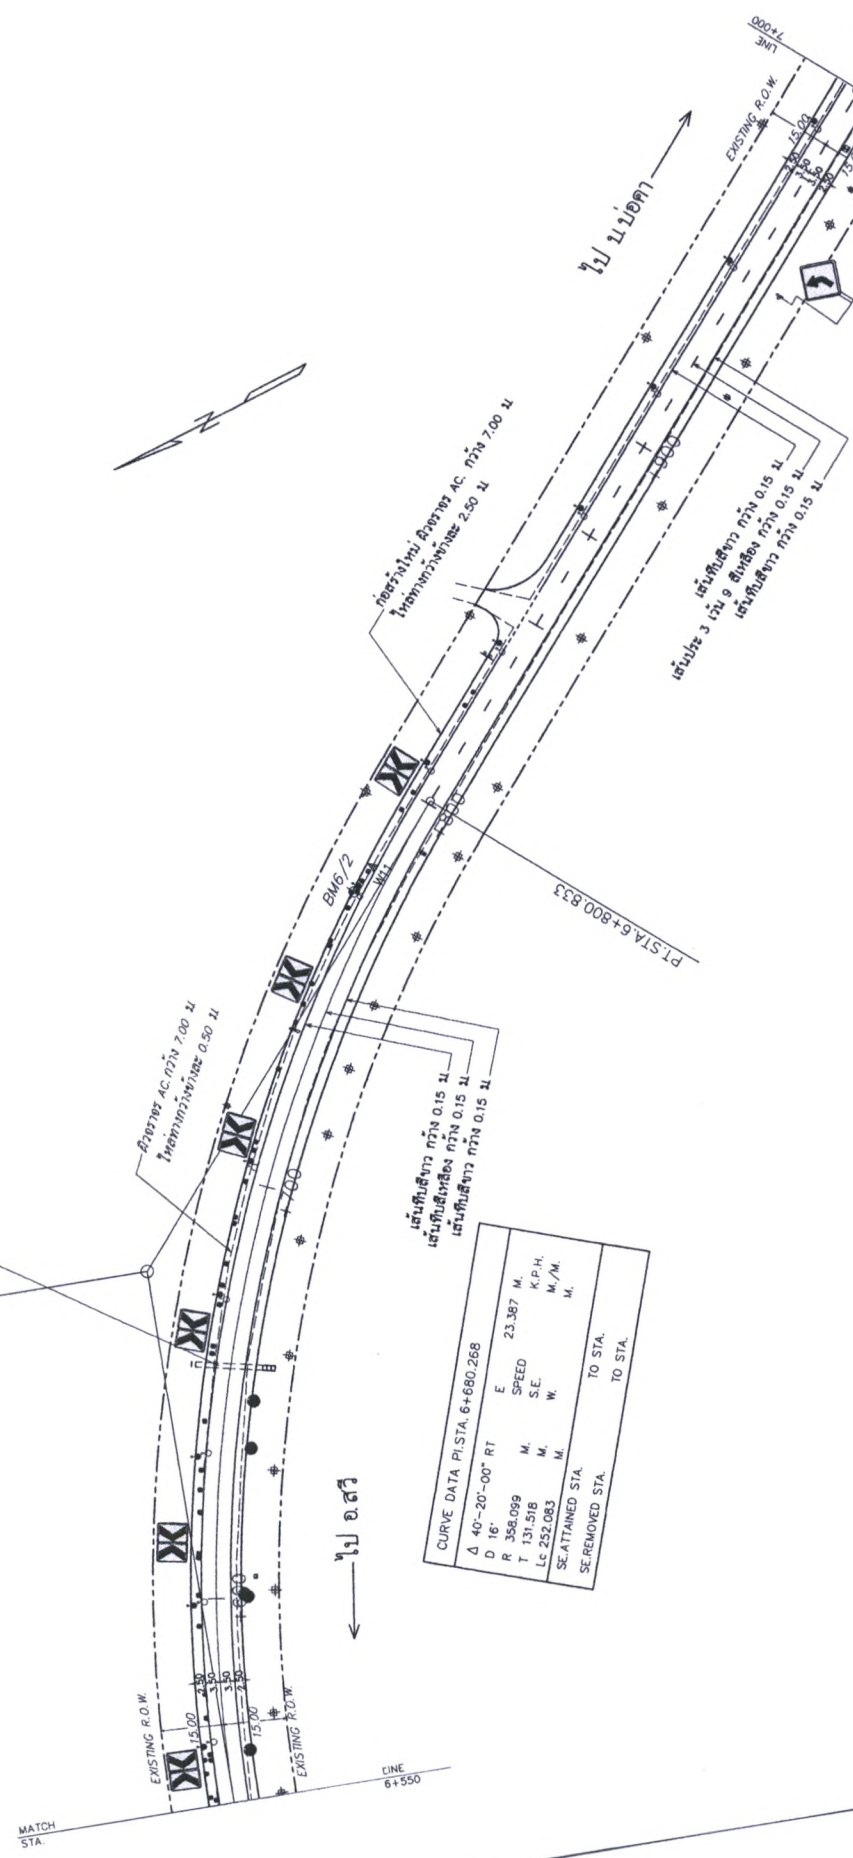 7+000
LINE
EXISTING R.O.W.
15.00
2.50
3.50
3.50
2.50
ไป บ.บ่อคา
N
900
ก่อสร้างใหม่ ผิวจราจร AC. กว้าง 7.00 ม
ไหล่ทางกว้างข้างละ 2.50 ม
เส้นทึบสีขาว กว้าง 0.15 ม
เส้นประ 3 เว้น 9 สีเหลือง กว้าง 0.15 ม
เส้นทึบสีขาว กว้าง 0.15 ม
800
BM6/2
W11
PT.STA.6+800.833
ผิวจราจร AC.กว้าง 7.00 ม
ไหล่ทางกว้างข้างละ 0.50 ม
เส้นทึบสีขาว กว้าง 0.15 ม
เส้นทึบสีเหลือง กว้าง 0.15 ม
เส้นทึบสีขาว กว้าง 0.15 ม
700
CURVE DATA PI.STA. 6+680.268
Δ 40°-20'-00" RT E 23.387 M.
D 16° SPEED K.P.H.
R 358.099 M. S.E. M./M.
T 131.518 M. W. M.
Lc 252.083 M.
SE.ATTAINED STA. TO STA.
SE.REMOVED STA. TO STA.
ไป อ.สวี
600
2.50
3.50
3.50
2.50
EXISTING R.O.W.
15.00
15.00
EXISTING R.O.W.
MATCH LINE
STA. 6+550